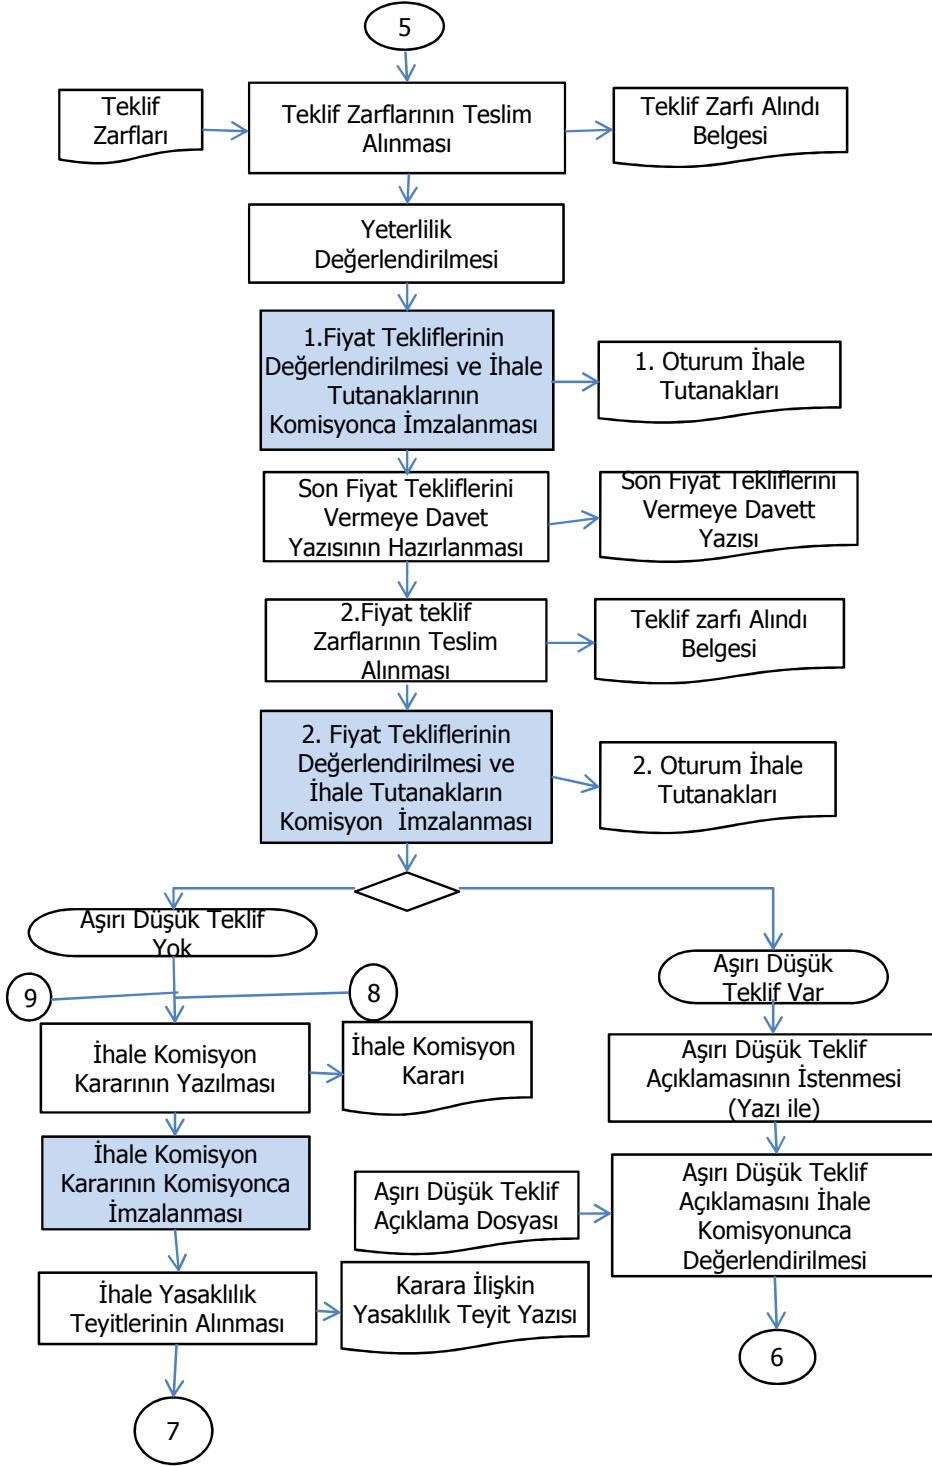 5
Teklif
Zarfları
Teklif Zarflarının Teslim
Alınması
Teklif Zarfı Alındı
Belgesi
Yeterlilik
Değerlendirilmesi
1.Fiyat Tekliflerinin
Değerlendirilmesi ve İhale
Tutanaklarının
Komisyonca İmzalanması
1. Oturum İhale
Tutanakları
Son Fiyat Tekliflerini
Vermeye Davet
Yazısının Hazırlanması
Son Fiyat Tekliflerini
Vermeye Davett
Yazısı
2.Fiyat teklif
Zarflarının Teslim
Alınması
Teklif zarfı Alındı
Belgesi
2. Fiyat Tekliflerinin
Değerlendirilmesi ve
İhale Tutanakların
Komisyon İmzalanması
2. Oturum İhale
Tutanakları
Aşırı Düşük Teklif
Yok
Aşırı Düşük
Teklif Var
9
8
İhale Komisyon
Kararının Yazılması
İhale Komisyon
Kararı
Aşırı Düşük Teklif
Açıklamasının İstenmesi
(Yazı ile)
İhale Komisyon
Kararının Komisyonca
İmzalanması
Aşırı Düşük Teklif
Açıklama Dosyası
Aşırı Düşük Teklif
Açıklamasını İhale
Komisyonunca
Değerlendirilmesi
İhale Yasaklılık
Teyitlerinin Alınması
Karara İlişkin
Yasaklılık Teyit Yazısı
6
7